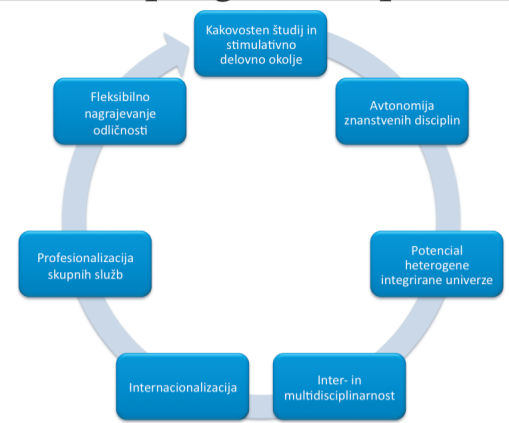 Kakovosten študij in
stimulativno
delovno okolje
Avtonomija
znanstvenih disciplin
Potencial
heterogene
integrirane univerze
Inter- in
multidisciplinarnost
Internacionalizacija
Profesionalizacija
skupnih služb
Fleksibilno
nagrajevanje
odličnosti